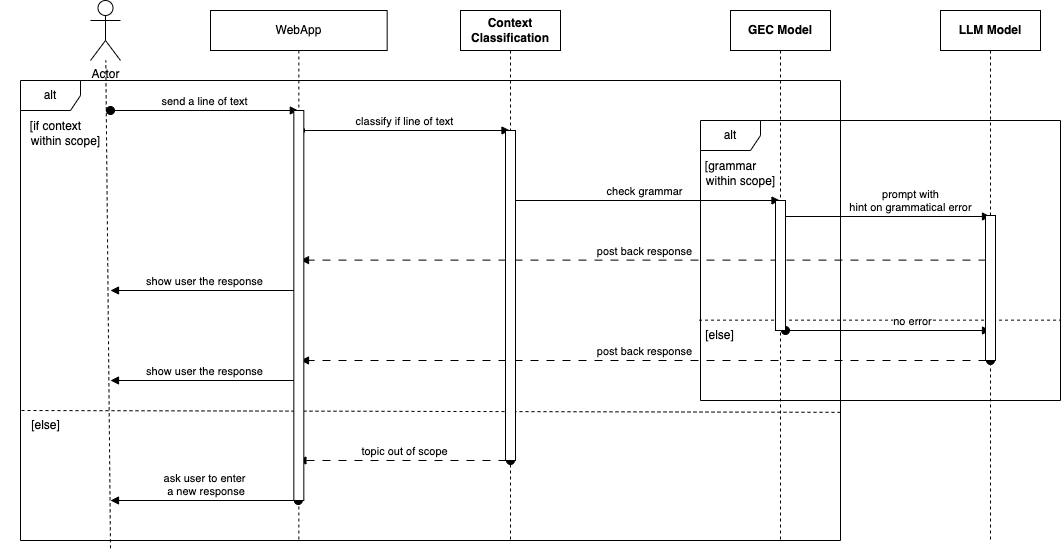 Actor
WebApp
Context
Classification
GEC Model
LLM Model
alt
[if context
within scope]
send a line of text
classify if line of text
alt
[grammar
within scope]
check grammar
prompt with
hint on grammatical error
post back response
show user the response
no error
[else]
post back response
show user the response
[else]
topic out of scope
ask user to enter
a new response